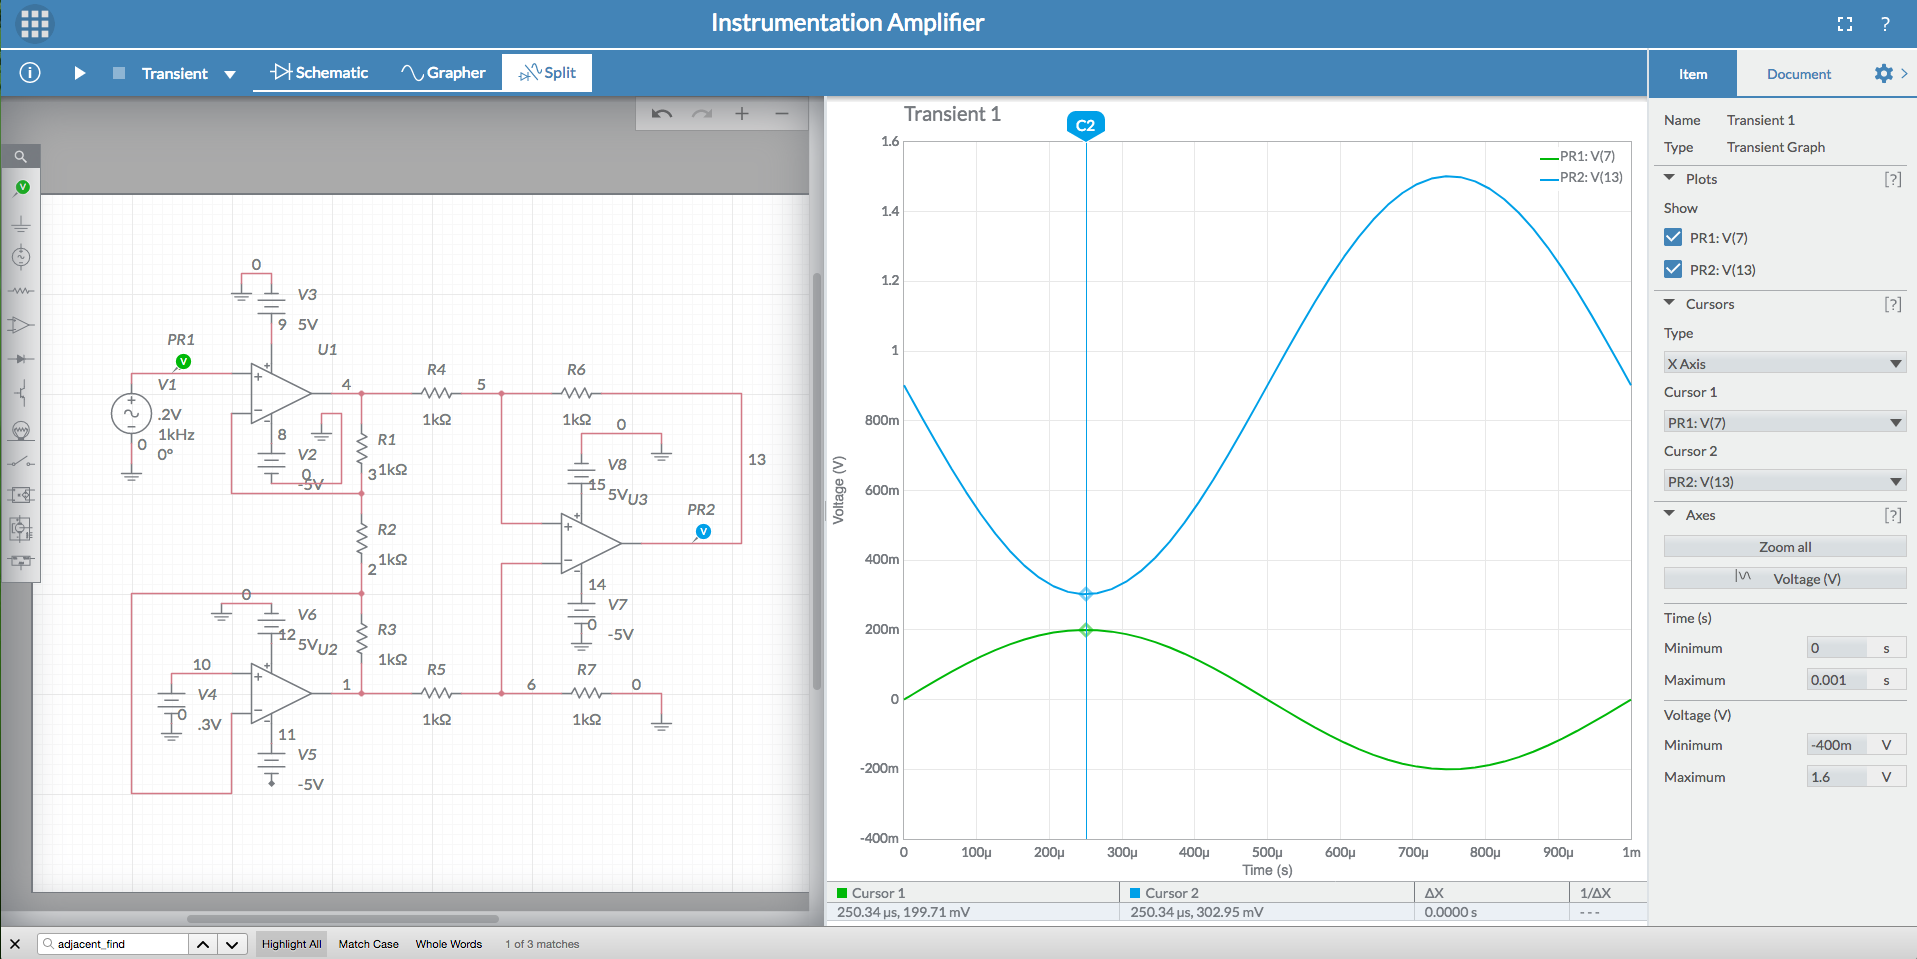 Instrumentation Amplifier
?
i
Transient
Schematic
Grapher
Split
Item
Document
Transient 1
C2
PR1: V(7)
PR2: V(13)
1.6
1.4
1.2
1
800m
600m
400m
200m
0
-200m
-400m
Voltage (V)
0
100µ
200µ
300µ
400µ
500µ
600µ
700µ
800µ
900µ
1m
Time (s)
V
0
V3
9 5V
PR1
V
U1
V1
.2V
1kHz
0°
0
8
V2
0
-5V
4
R4
1kΩ
5
R6
1kΩ
R1
1kΩ
3
0
V8
15
5V
U3
13
PR2
V
R2
1kΩ
2
14
V7
0
-5V
0
V6
12
5V
U2
R3
1kΩ
10
V4
0
.3V
1
R5
1kΩ
6
R7
1kΩ
0
11
V5
-5V
Cursor 1
Cursor 2
ΔX
1/ΔX
250.34 µs, 199.71 mV
250.34 µs, 302.95 mV
0.0000 s
---
Name Transient 1
Type Transient Graph
Plots [?]
Show
PR1: V(7)
PR2: V(13)
Cursors [?]
Type
X Axis
Cursor 1
PR1: V(7)
Cursor 2
PR2: V(13)
Axes [?]
Zoom all
Voltage (V)
Time (s)
Minimum 0 s
Maximum 0.001 s
Voltage (V)
Minimum -400m V
Maximum 1.6 V
adjacent_find
Highlight All
Match Case
Whole Words
1 of 3 matches